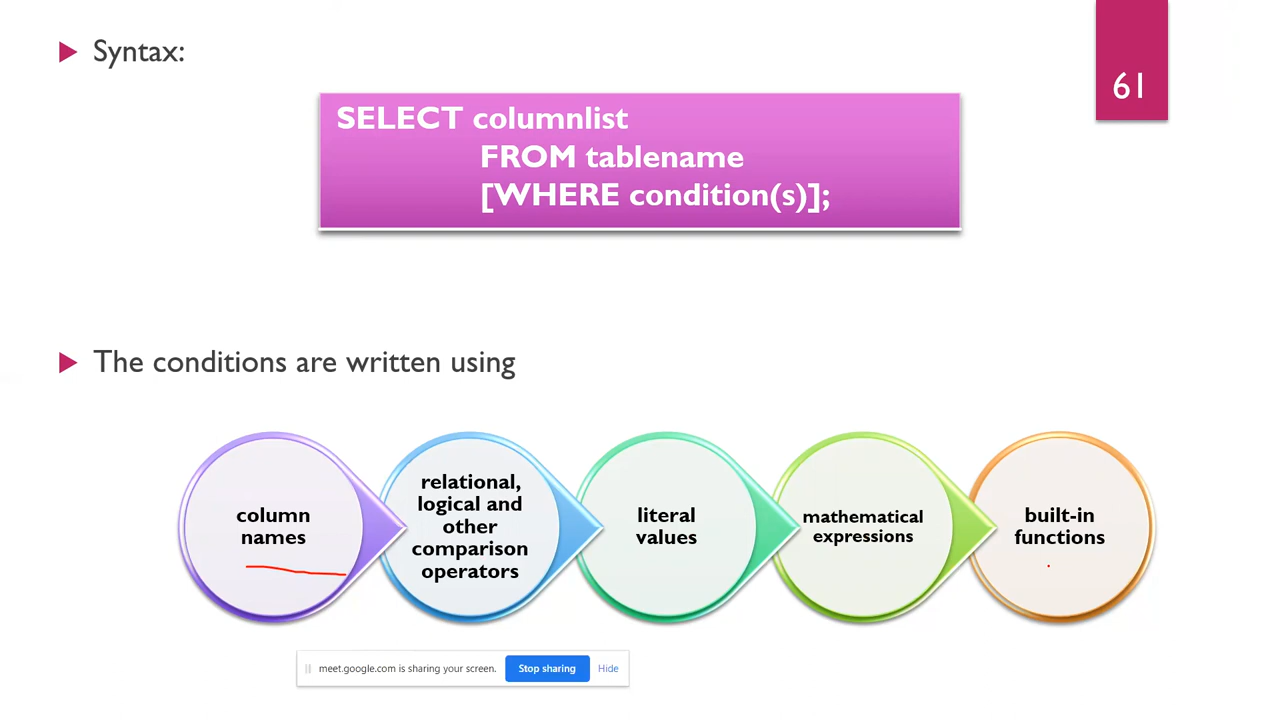 Syntax:
61
SELECT columnlist
FROM tablename
[WHERE condition(s)];
The conditions are written using
column
names
relational,
logical and
other
comparison
operators
literal
values
mathematical
expressions
built-in
functions
meet.google.com is sharing your screen.
Stop sharing
Hide